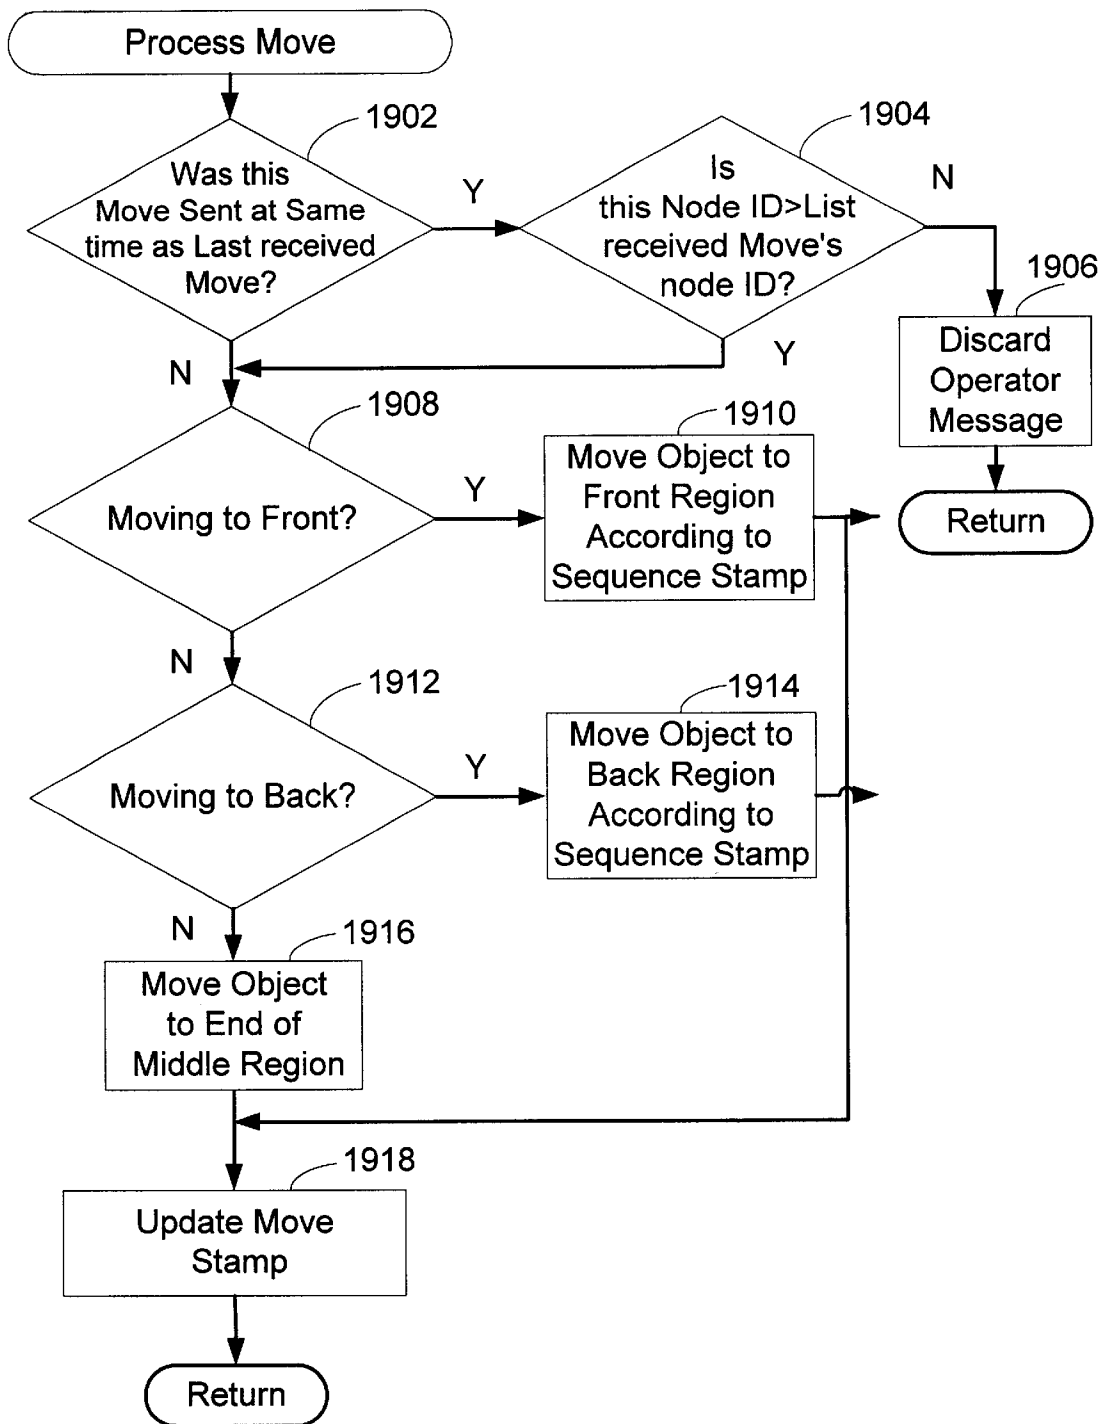 Process Move
1902
Was this
Move Sent at Same
time as Last received
Move?
Y
1904
Is
this Node ID>List
received Move's
node ID?
N
1906
Discard
Operator
Message
Return
Y
N
1908
Moving to Front?
Y
1910
Move Object to
Front Region
According to
Sequence Stamp
N
1912
Moving to Back?
Y
1914
Move Object to
Back Region
According to
Sequence Stamp
N
1916
Move Object
to End of
Middle Region
1918
Update Move
Stamp
Return